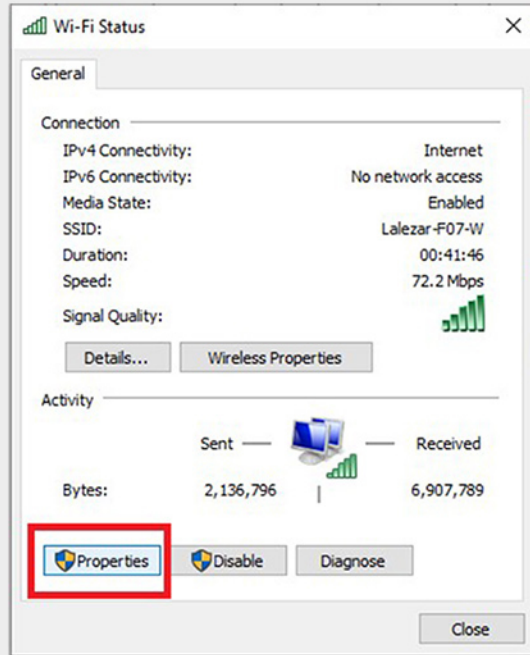 Wi-Fi Status
General
Connection
IPv4 Connectivity: Internet
IPv6 Connectivity: No network access
Media State: Enabled
SSID: Lalezar-F07-W
Duration: 00:41:46
Speed: 72.2 Mbps
Signal Quality:
Details... Wireless Properties
Activity
Sent Received
Bytes: 2,136,796 6,907,789
Properties Disable Diagnose
Close